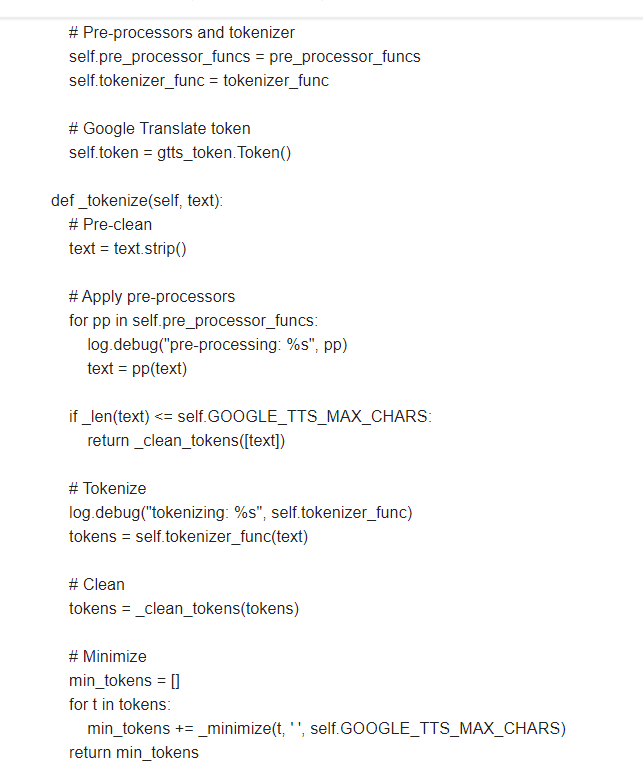 # Pre-processors and tokenizer
self.pre_processor_funcs = pre_processor_funcs
self.tokenizer_func = tokenizer_func
# Google Translate token
self.token = gtts_token.Token()
def _tokenize(self, text):
# Pre-clean
text = text.strip()
# Apply pre-processors
for pp in self.pre_processor_funcs:
log.debug("pre-processing: %s", pp)
text = pp(text)
if _len(text) <= self.GOOGLE_TTS_MAX_CHARS:
return _clean_tokens([text])
# Tokenize
log.debug("tokenizing: %s", self.tokenizer_func)
tokens = self.tokenizer_func(text)
# Clean
tokens = _clean_tokens(tokens)
# Minimize
min_tokens = []
for t in tokens:
min_tokens += _minimize(t, ' ', self.GOOGLE_TTS_MAX_CHARS)
return min_tokens